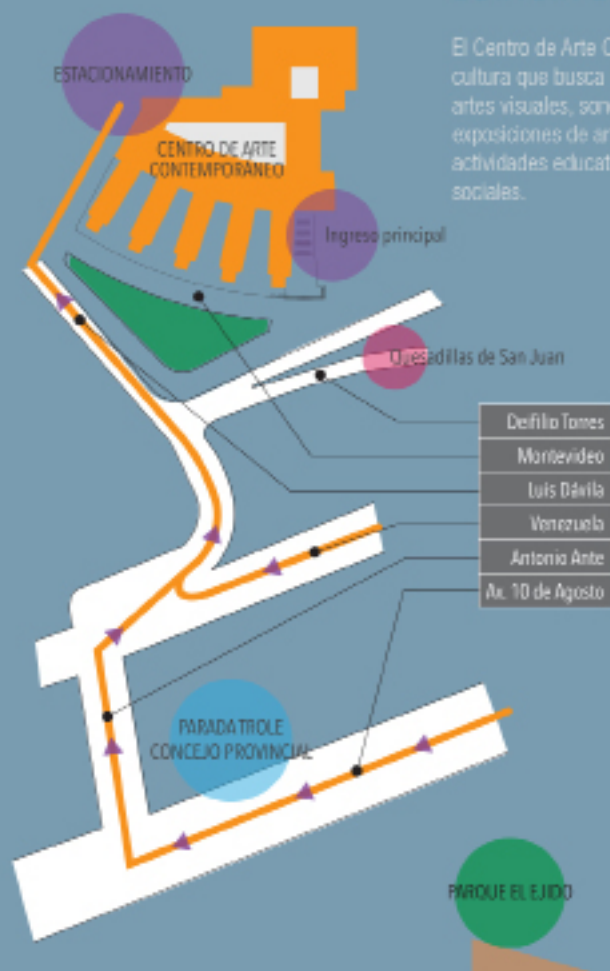 ESTACIONAMIENTO
CENTRO DE ARTE
CONTEMPORÁNEO
Ingreso principal
El Centro de Arte C
cultura que busca
artes visuales, son
exposiciones de ar
actividades educat
sociales.
Quesadillas de San Juan
Deifilio Torres
Montevideo
Luis Dávila
Venezuela
Antonio Ante
Av. 10 de Agosto
PARADA TROLE
CONCEJO PROVINCIAL
PARQUE EL EJIDO